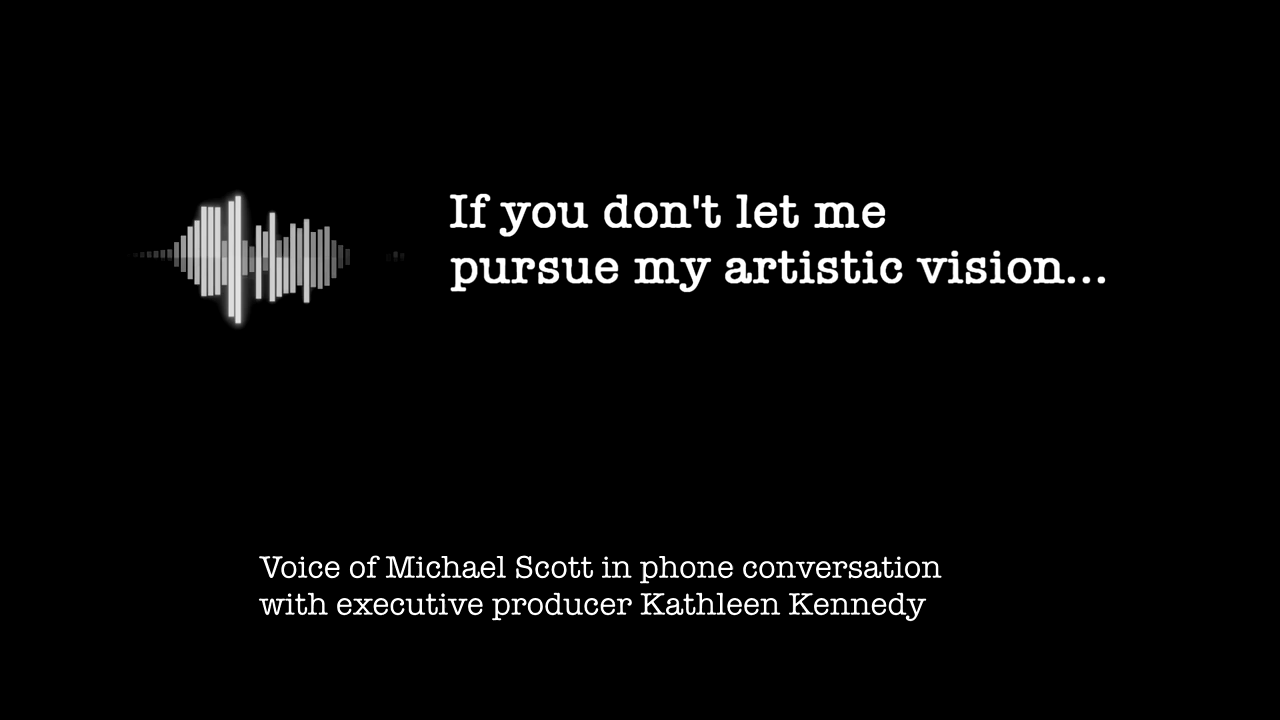 If you don't let me
pursue my artistic vision...
Voice of Michael Scott in phone conversation
with executive producer Kathleen Kennedy